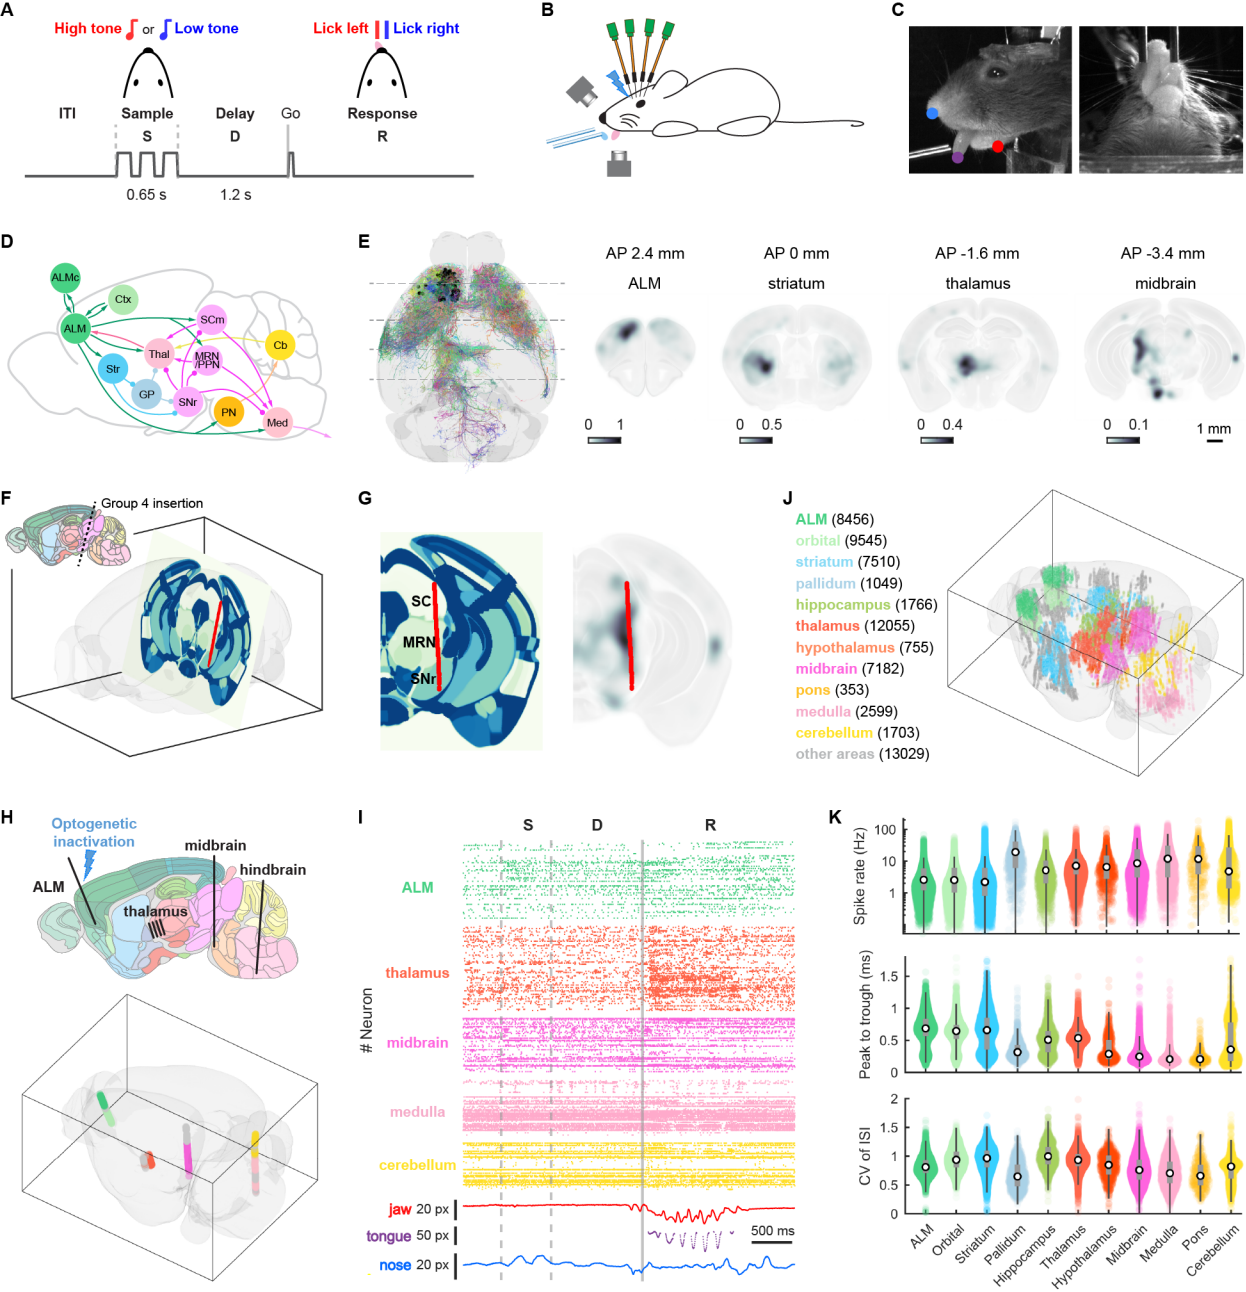 A
High tone or Low tone
Lick left Lick right
ITI Sample Delay Go Response
S D R
0.65 s 1.2 s
B
C
D
ALMc
Ctx
ALM
SCm
Thal
MRN
/PPN
Cb
Str
GP
SNr
PN
Med
E
AP 2.4 mm AP 0 mm AP -1.6 mm AP -3.4 mm
ALM striatum thalamus midbrain
0 1 0 0.5 0 0.4 0 0.1 1 mm
F
Group 4 insertion
G
SC
MRN
SNr
J
ALM (8456)
orbital (9545)
striatum (7510)
pallidum (1049)
hippocampus (1766)
thalamus (12055)
hypothalamus (755)
midbrain (7182)
pons (353)
medulla (2599)
cerebellum (1703)
other areas (13029)
H
Optogenetic
inactivation
midbrain
hindbrain
ALM
thalamus
I
S D R
# Neuron
ALM
thalamus
midbrain
medulla
cerebellum
jaw 20 px
tongue 50 px
500 ms
nose 20 px
K
Spike rate (Hz)
100
10
1
Peak to trough (ms)
1.5
1
0.5
0
CV of ISI
2
1.5
1
0.5
0
ALM
Orbital
Striatum
Pallidum
Hippocampus
Thalamus
Hypothalamus
Midbrain
Medulla
Pons
Cerebellum